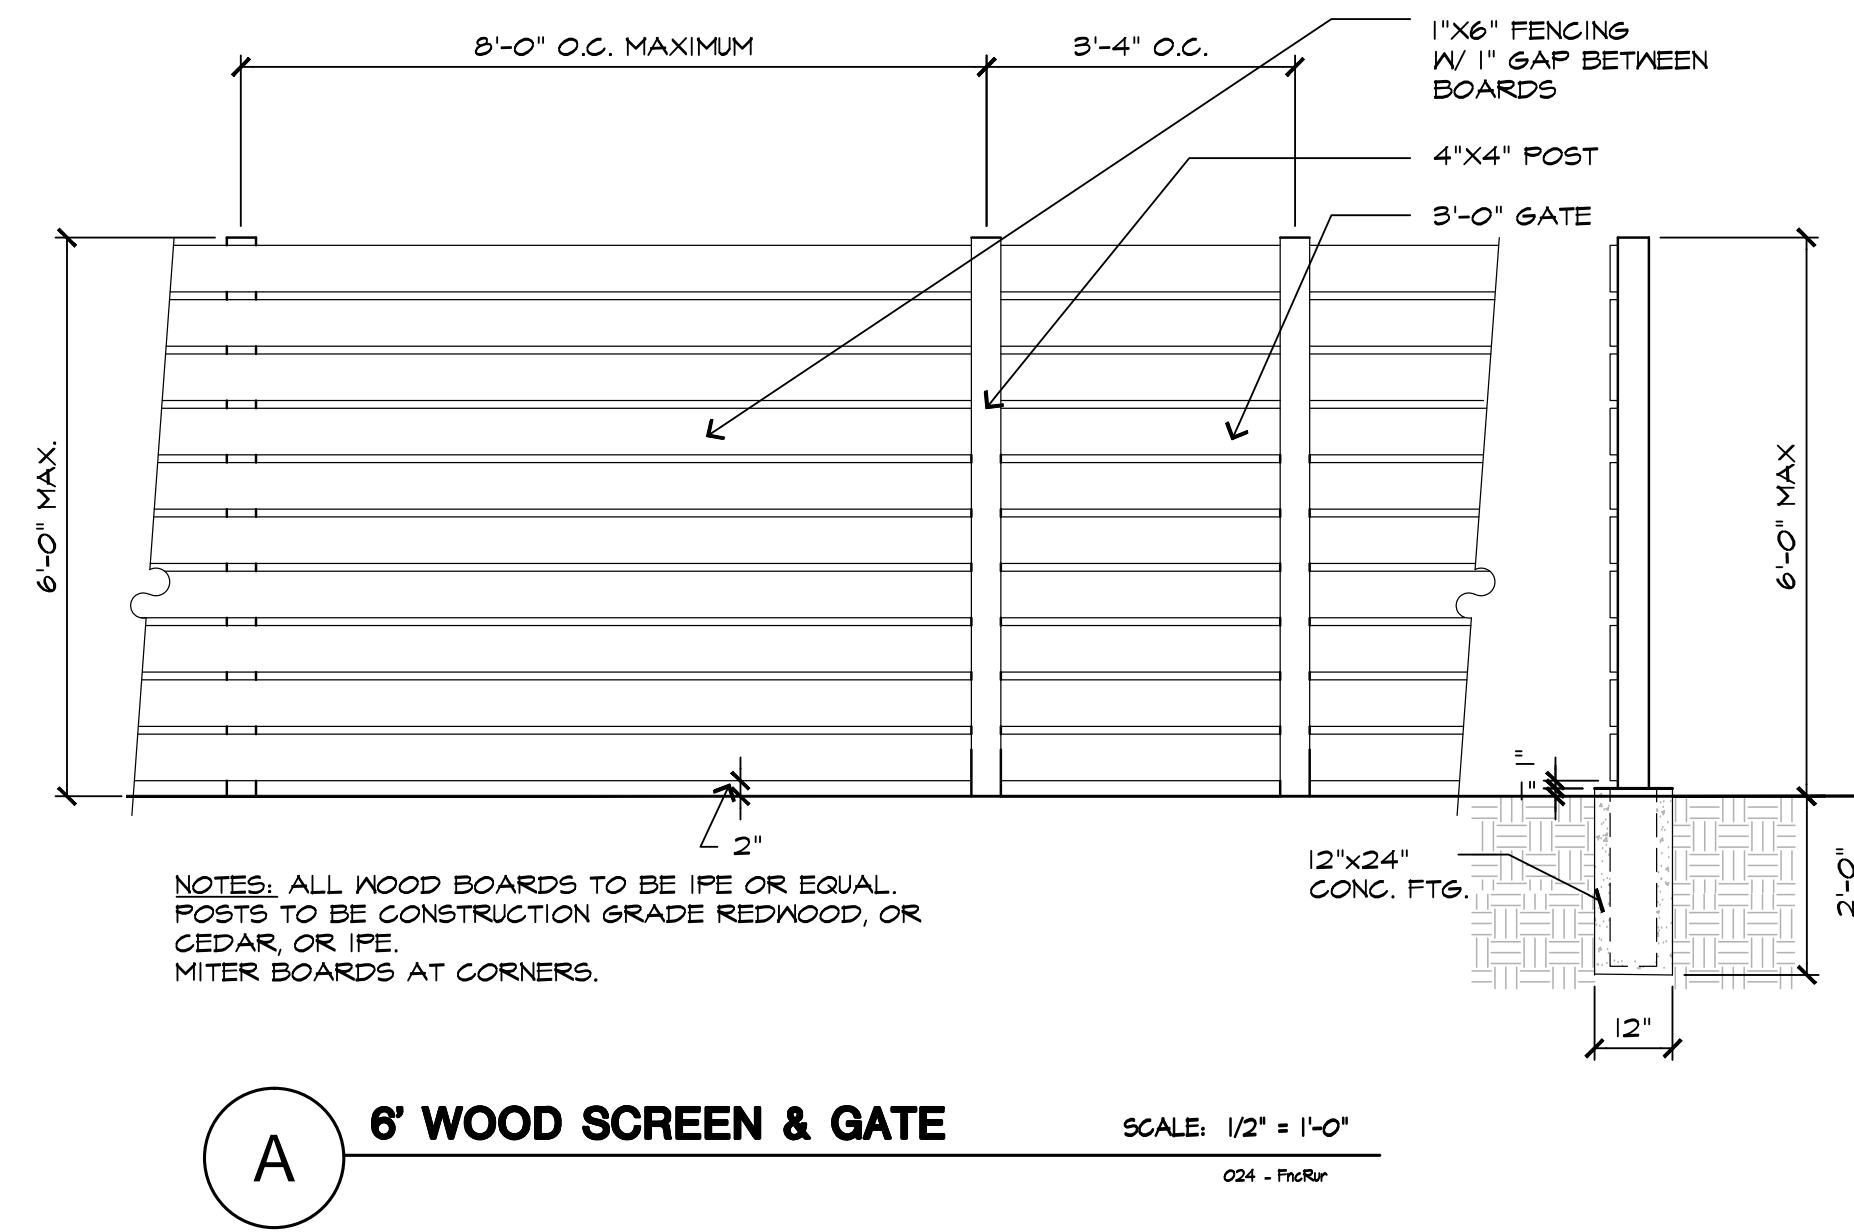 8'-0" O.C. MAXIMUM
3'-4" O.C.
1"X6" FENCING
W/ 1" GAP BETWEEN
BOARDS
4"X4" POST
3'-0" GATE
6'-0" MAX.
6'-0" MAX
1"
1"
2"
12"x24"
CONC. FTG.
2'-0"
12"
NOTES: ALL WOOD BOARDS TO BE IPE OR EQUAL.
POSTS TO BE CONSTRUCTION GRADE REDWOOD, OR
CEDAR, OR IPE.
MITER BOARDS AT CORNERS.
A
6' WOOD SCREEN & GATE
SCALE: 1/2" = 1'-0"
024 - FncRur